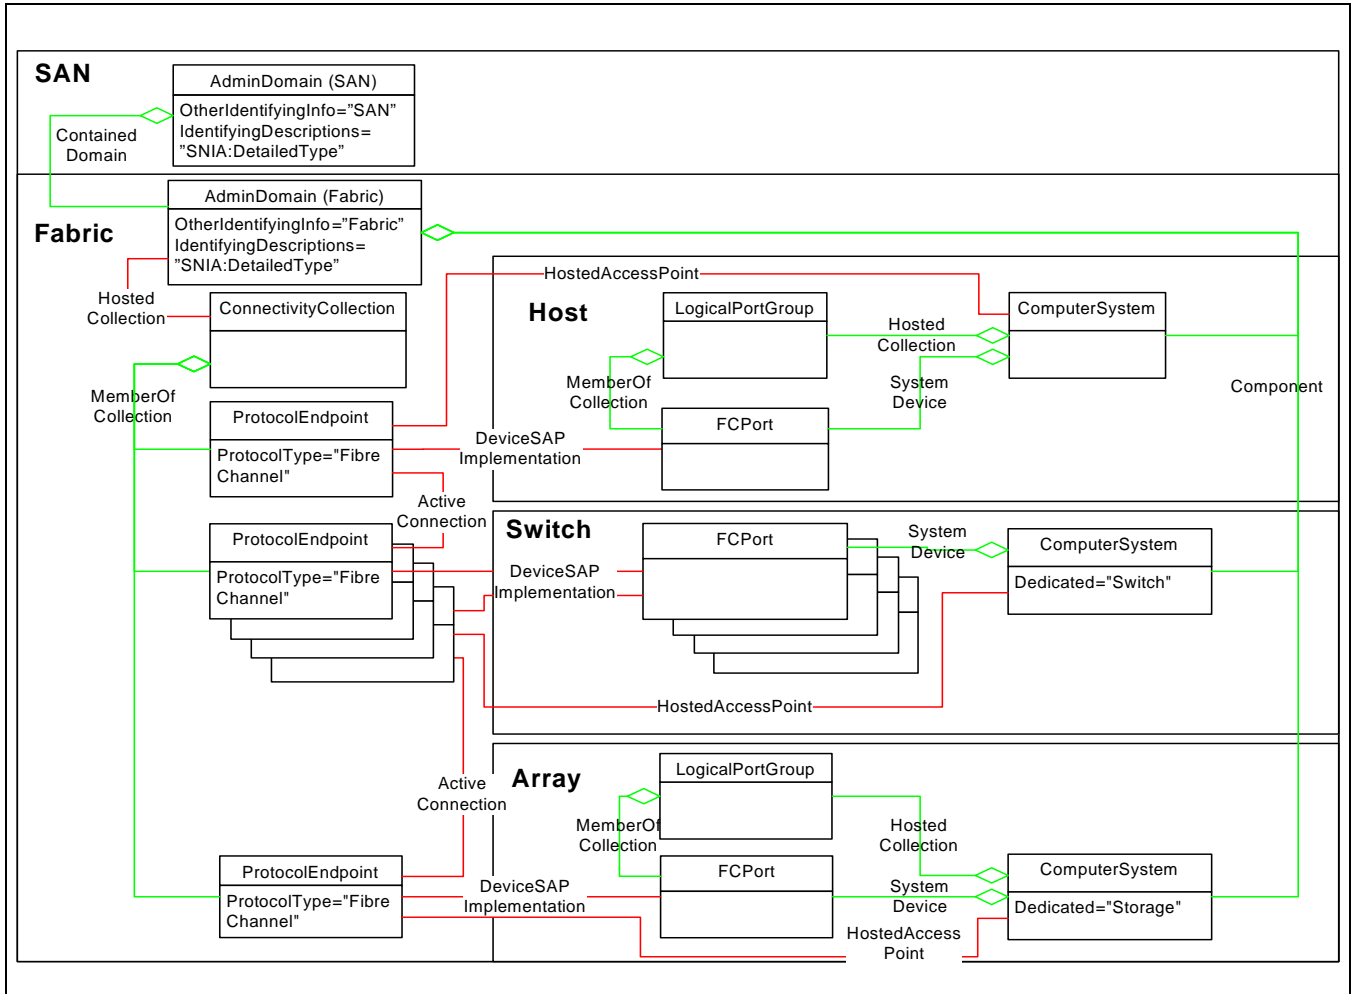 SAN
AdminDomain (SAN)
OtherIdentifyingInfo="SAN"
IdentifyingDescriptions=
"SNIA:DetailedType"
Contained
Domain
AdminDomain (Fabric)
OtherIdentifyingInfo="Fabric"
IdentifyingDescriptions=
"SNIA:DetailedType"
Fabric
Hosted
Collection
ConnectivityCollection
MemberOf
Collection
HostedAccessPoint
Host
LogicalPortGroup
Hosted
Collection
ComputerSystem
MemberOf
Collection
System
Device
Component
FCPort
ProtocolEndpoint
ProtocolType="Fibre
Channel"
DeviceSAP
Implementation
Active
Connection
Switch
ProtocolEndpoint
ProtocolType="Fibre
Channel"
DeviceSAP
Implementation
FCPort
System
Device
ComputerSystem
Dedicated="Switch"
HostedAccessPoint
Array
Active
Connection
LogicalPortGroup
MemberOf
Collection
Hosted
Collection
ProtocolEndpoint
ProtocolType="Fibre
Channel"
DeviceSAP
Implementation
FCPort
System
Device
ComputerSystem
Dedicated="Storage"
HostedAccess
Point